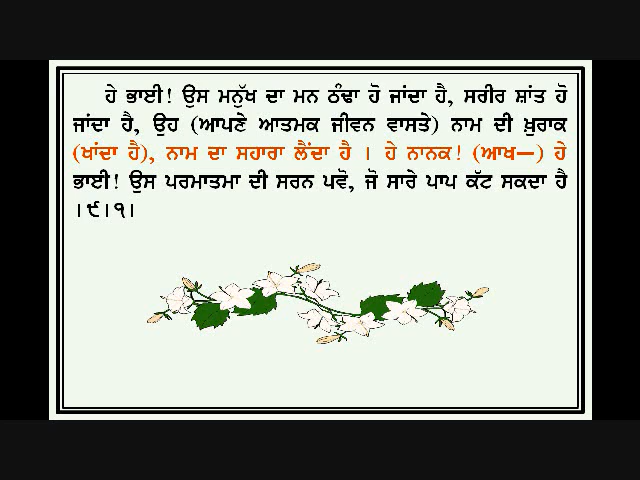 ਹੇ ਭਾਈ! ਉਸ ਮਨੁੱਖ ਦਾ ਮਨ ਠੰਢਾ ਹੋ ਜਾਂਦਾ ਹੈ, ਸਰੀਰ ਸ਼ਾਂਤ ਹੋ
ਜਾਂਦਾ ਹੈ, ਉਹ (ਆਪਣੇ ਆਤਮਕ ਜੀਵਨ ਵਾਸਤੇ) ਨਾਮ ਦੀ ਖ਼ੁਰਾਕ
(ਖਾਂਦਾ ਹੈ), ਨਾਮ ਦਾ ਸਹਾਰਾ ਲੈਂਦਾ ਹੈ । ਹੇ ਨਾਨਕ! (ਆਖ—) ਹੇ
ਭਾਈ! ਉਸ ਪਰਮਾਤਮਾ ਦੀ ਸਰਨ ਪਵੋ, ਜੋ ਸਾਰੇ ਪਾਪ ਕੱਟ ਸਕਦਾ ਹੈ
।੯।੧।